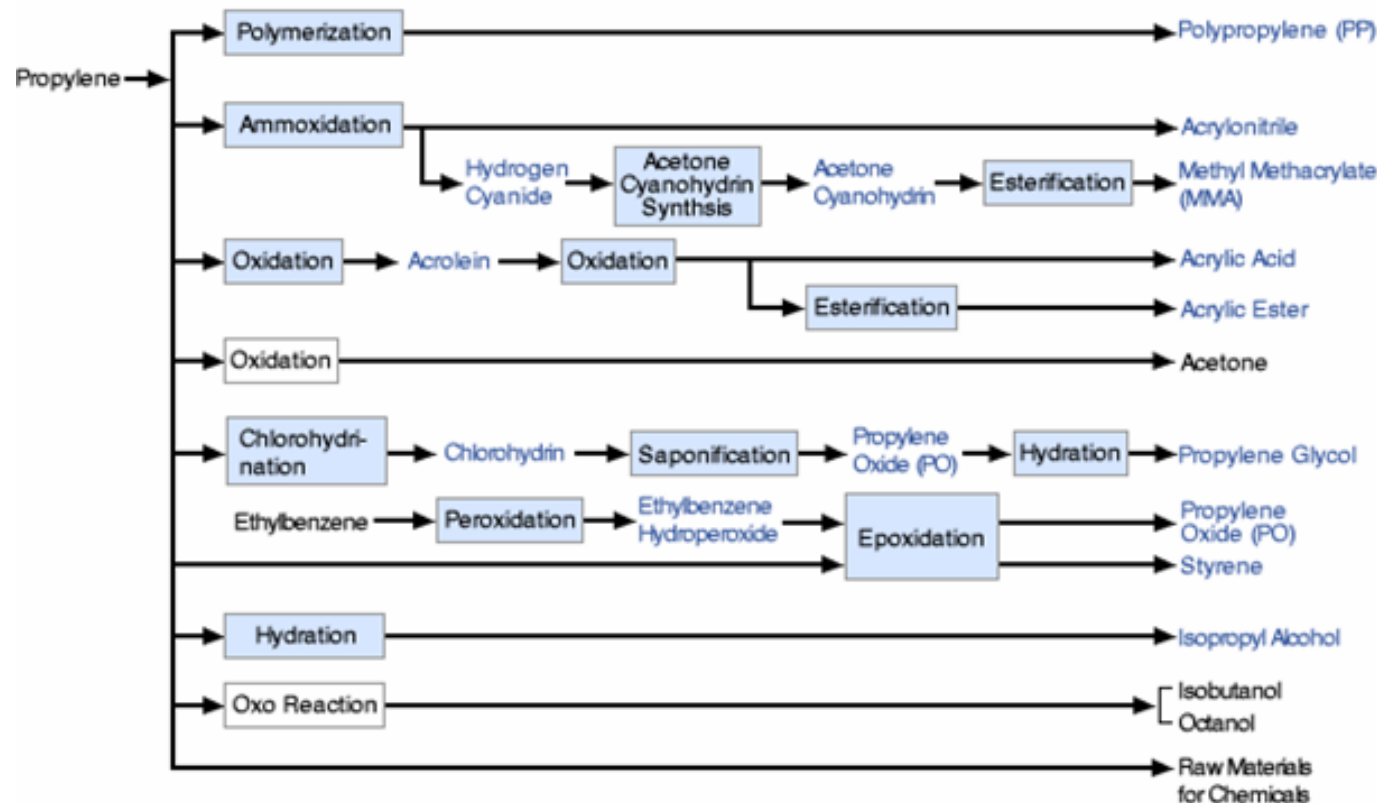 Polymerization
Polypropylene (PP)
Propylene
Ammoxidation
Acrylonitrile
Hydrogen
Cyanide
Acetone
Cyanohydrin
Synthsis
Acetone
Cyanohydrin
Esterification
Methyl Methacrylate
(MMA)
Oxidation
Acrolein
Oxidation
Acrylic Acid
Esterification
Acrylic Ester
Oxidation
Acetone
Chlorohydri-
nation
Chlorohydrin
Saponification
Propylene
Oxide (PO)
Hydration
Propylene Glycol
Ethylbenzene
Peroxidation
Ethylbenzene
Hydroperoxide
Epoxidation
Propylene
Oxide (PO)
Styrene
Hydration
Isopropyl Alcohol
Oxo Reaction
Isobutanol
Octanol
Raw Materials
for Chemicals